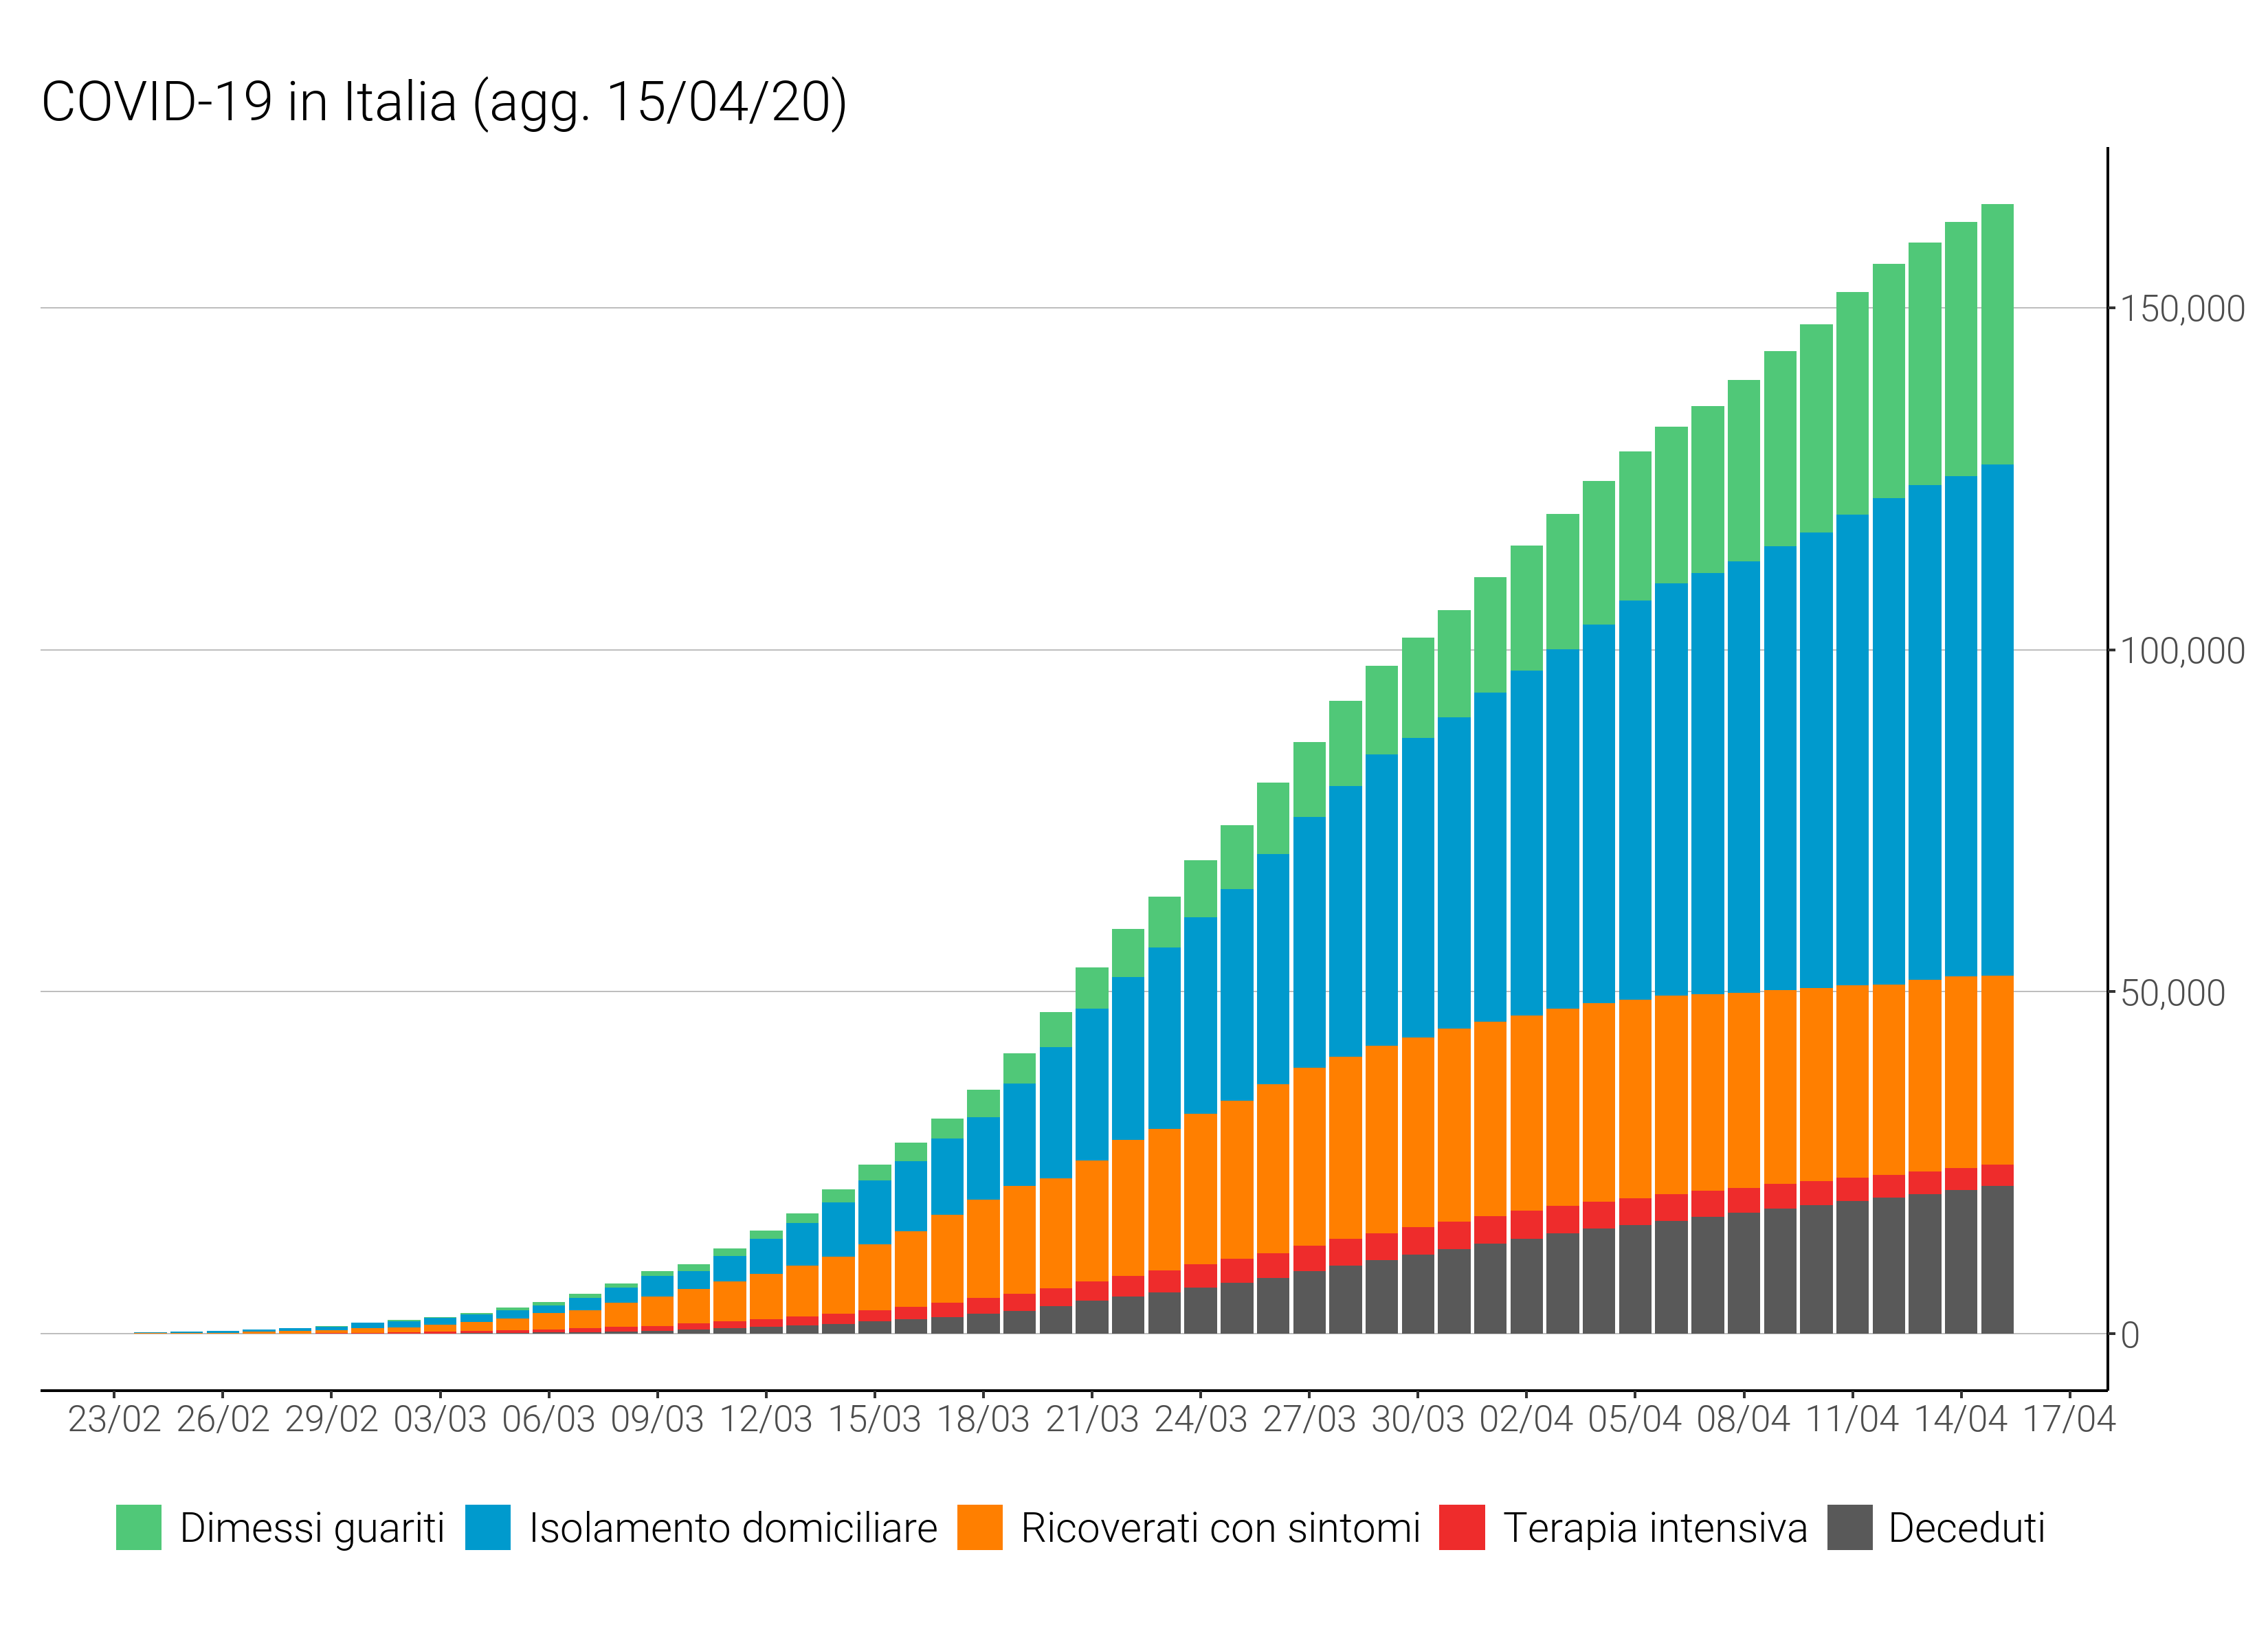 COVID-19 in Italia (agg. 15/04/20)
150,000
100,000
50,000
0
23/02 26/02 29/02 03/03 06/03 09/03 12/03 15/03 18/03 21/03 24/03 27/03 30/03 02/04 05/04 08/04 11/04 14/04 17/04
Dimessi guariti Isolamento domiciliare Ricoverati con sintomi Terapia intensiva Deceduti